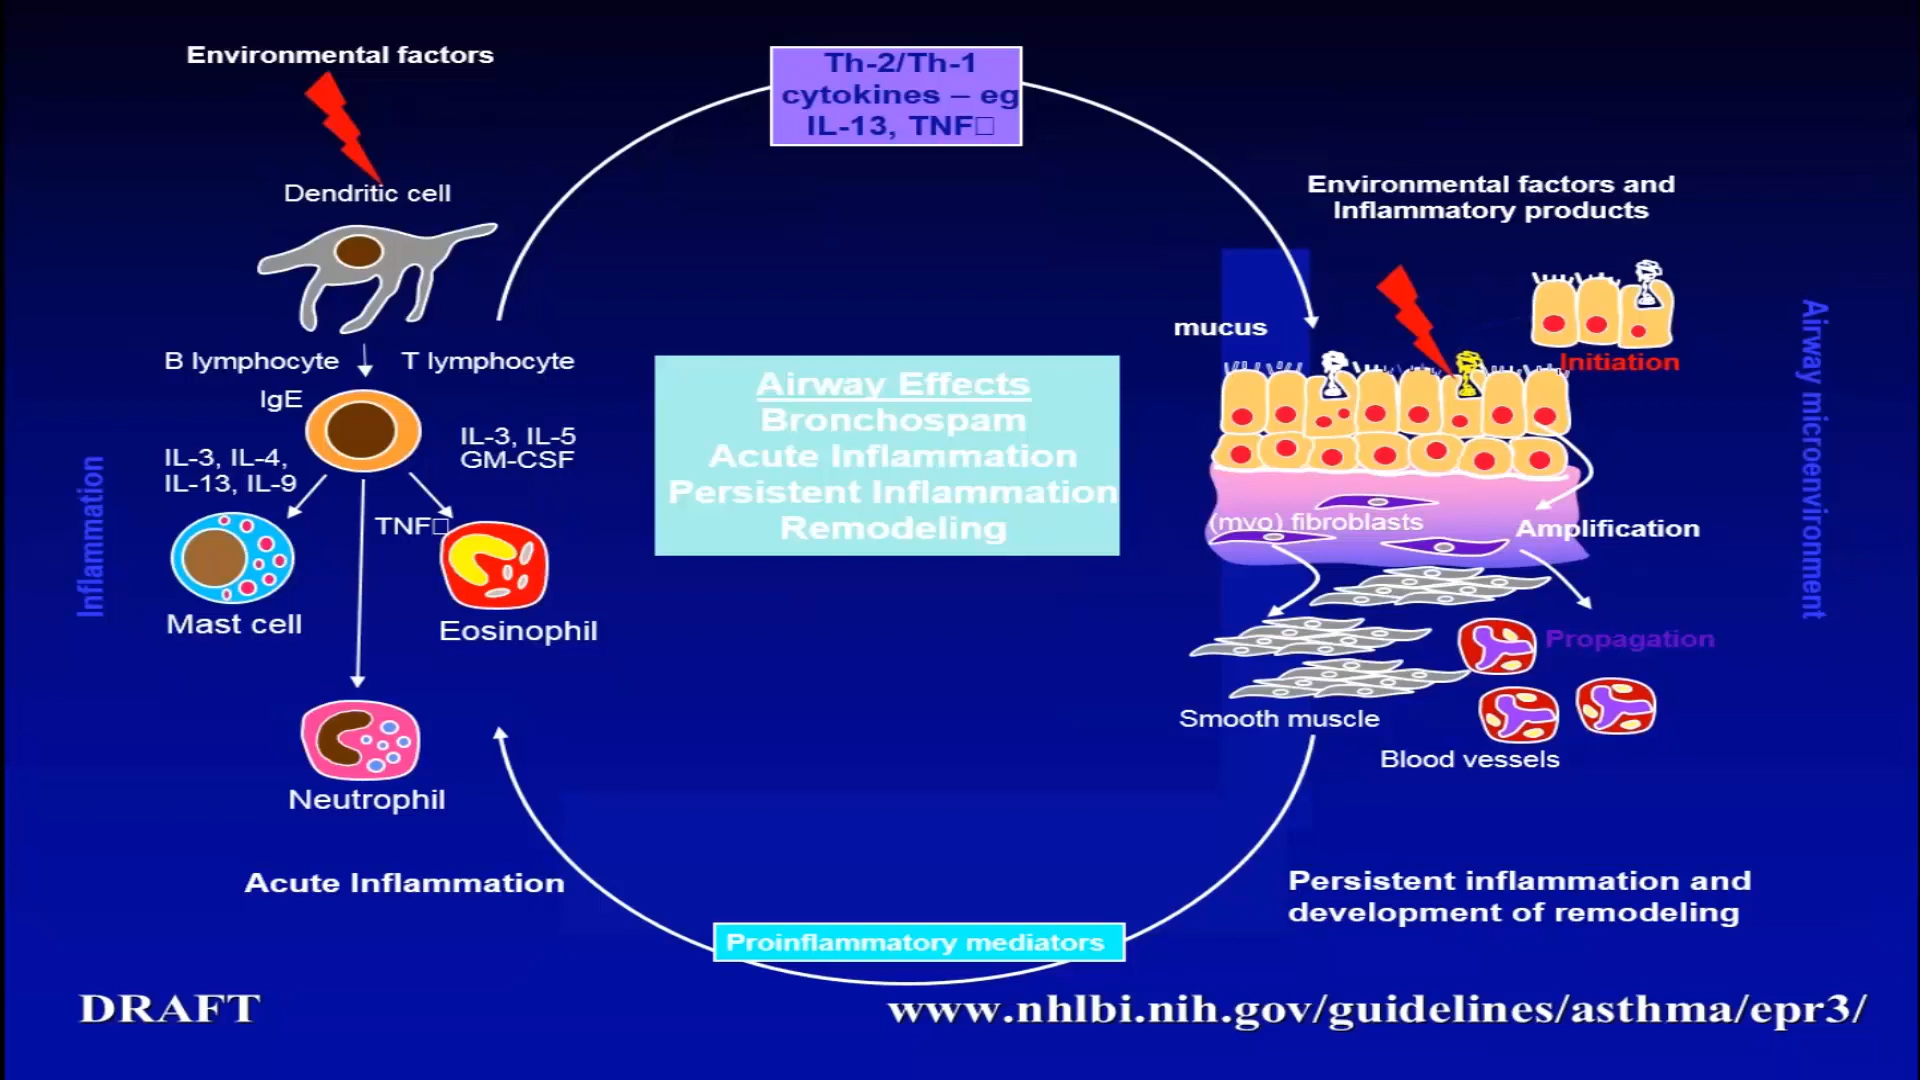 Environmental factors
Dendritic cell
B lymphocyte
T lymphocyte
IgE
IL-3, IL-4,
IL-13, IL-9
IL-3, IL-5
GM-CSF
TNF□
Mast cell
Eosinophil
Neutrophil
Inflammation
Acute Inflammation
Th-2/Th-1
cytokines – eg
IL-13, TNF□
Airway Effects
Bronchospam
Acute Inflammation
Persistent Inflammation
Remodeling
Proinflammatory mediators
Environmental factors and
Inflammatory products
mucus
Initiation
(mvo) fibroblasts
Amplification
Propagation
Smooth muscle
Blood vessels
Airway microenvironment
Persistent inflammation and
development of remodeling
DRAFT
www.nhlbi.nih.gov/guidelines/asthma/epr3/